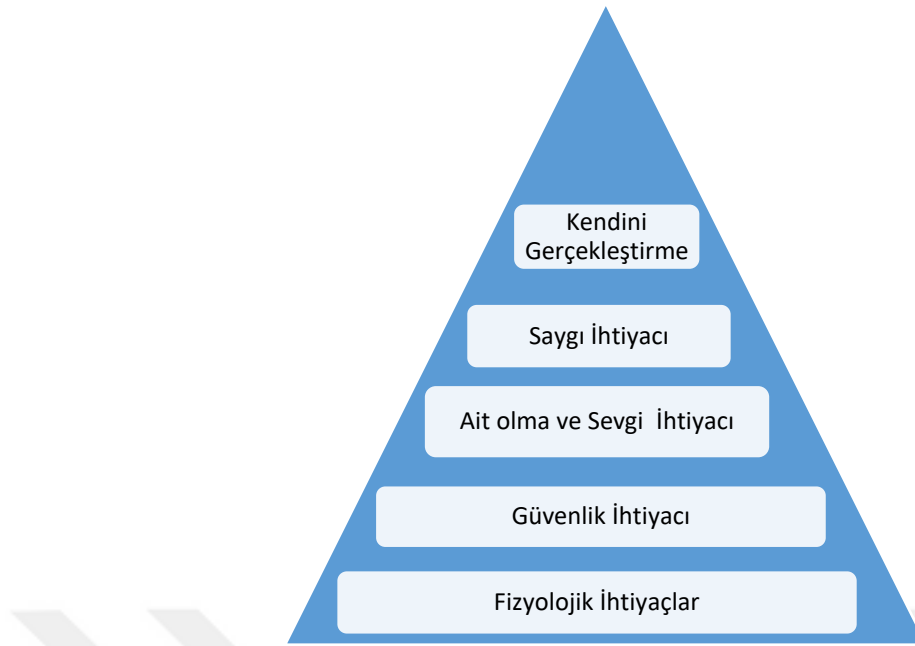 Kendini
Gerçekleştirme
Saygı İhtiyacı
Ait olma ve Sevgi  İhtiyacı
Güvenlik İhtiyacı
Fizyolojik İhtiyaçlar